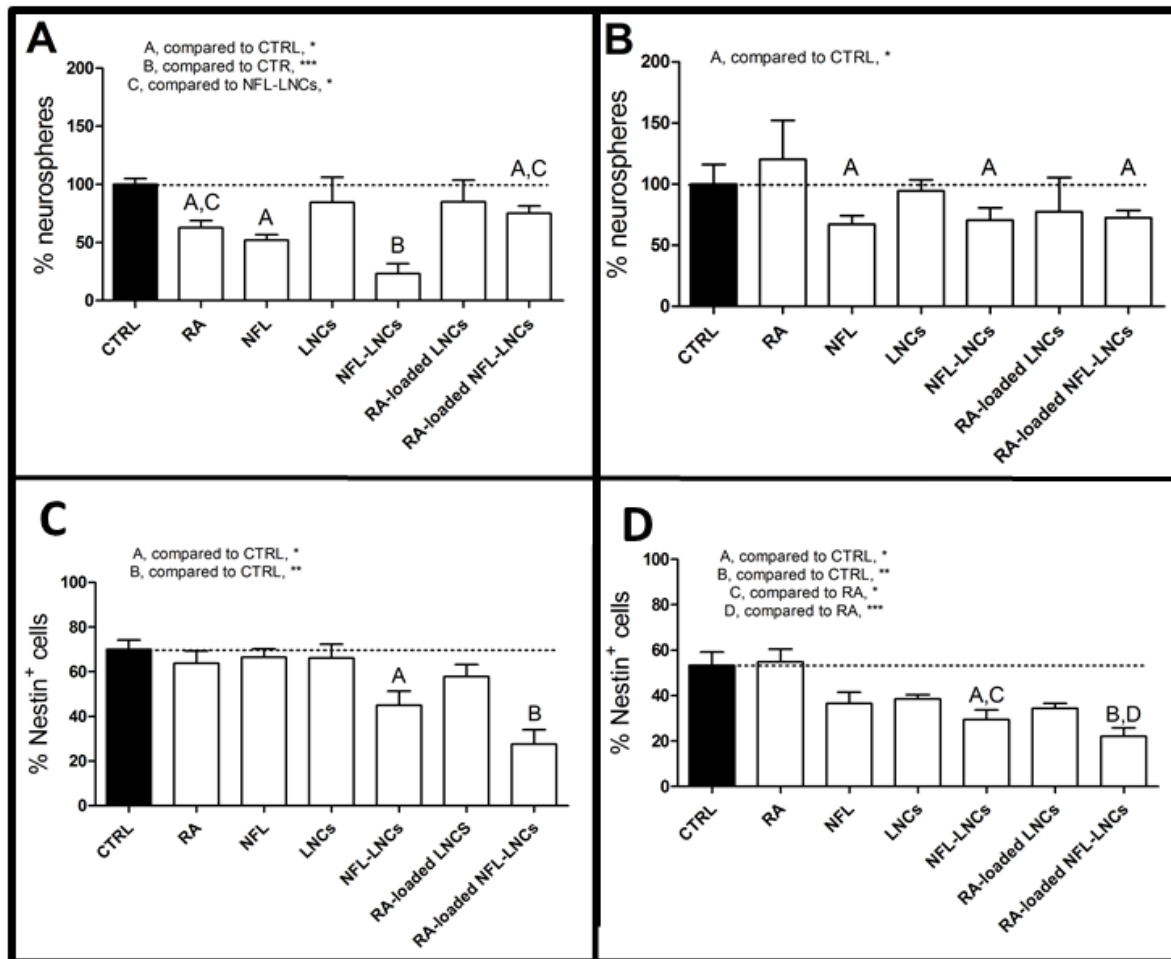 A
A, compared to CTRL, *
B, compared to CTR, ***
C, compared to NFL-LNCs, *
% neurospheres
200
150
100
50
0
A,C
A
B
A,C
CTRL
RA
NFL
LNCs
NFL-LNCs
RA-loaded LNCs
RA-loaded NFL-LNCs
B
A, compared to CTRL, *
% neurospheres
200
150
100
50
0
A
A
A
CTRL
RA
NFL
LNCs
NFL-LNCs
RA-loaded LNCs
RA-loaded NFL-LNCs
C
A, compared to CTRL, *
B, compared to CTRL, **
% Nestin+ cells
100
80
60
40
20
0
A
B
CTRL
RA
NFL
LNCs
NFL-LNCs
RA-loaded LNCS
RA-loaded NFL-LNCs
D
A, compared to CTRL, *
B, compared to CTRL, **
C, compared to RA, *
D, compared to RA, ***
% Nestin+ cells
100
80
60
40
20
0
A,C
B,D
CTRL
RA
NFL
LNCs
NFL-LNCs
RA-loaded LNCs
RA-loaded NFL-LNCs